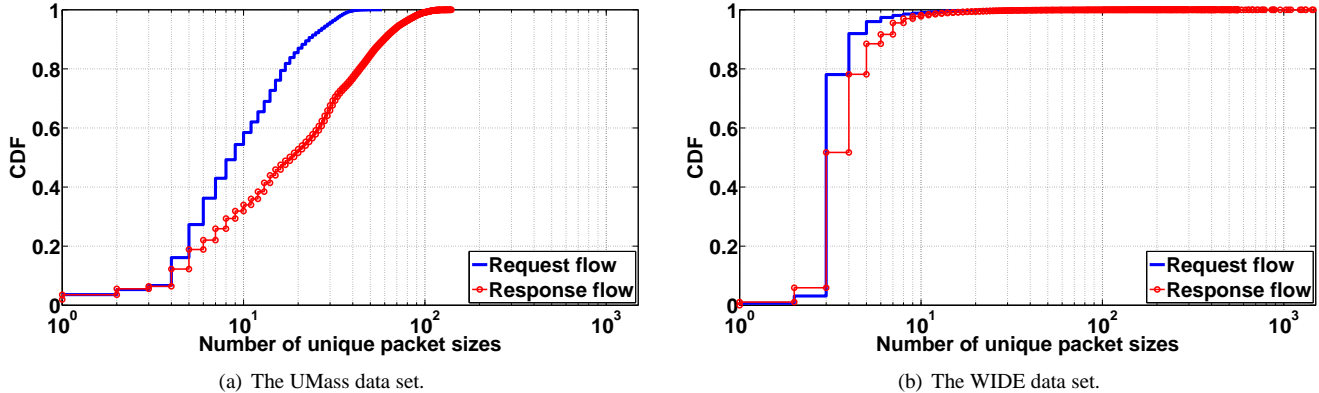 1
0.8
0.6
0.4
0.2
0
CDF
10^0
10^1
10^2
10^3
Number of unique packet sizes
Request flow
Response flow
(a) The UMass data set.
1
0.8
0.6
0.4
0.2
0
CDF
10^0
10^1
10^2
10^3
Number of unique packet sizes
Request flow
Response flow
(b) The WIDE data set.